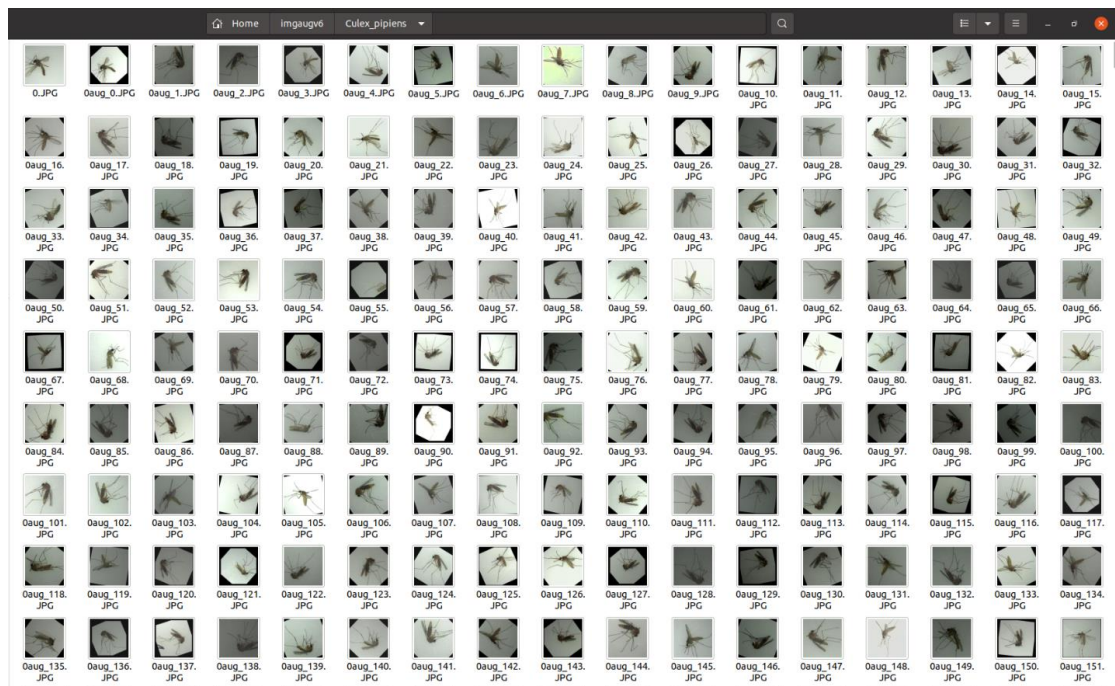 Home imgaugv6 Culex_pipiens
0.JPG 0aug_0.JPG 0aug_1.JPG 0aug_2.JPG 0aug_3.JPG 0aug_4.JPG 0aug_5.JPG 0aug_6.JPG 0aug_7.JPG 0aug_8.JPG 0aug_9.JPG 0aug_10. 0aug_11. 0aug_12. 0aug_13. 0aug_14. 0aug_15.
JPG JPG JPG JPG JPG JPG
0aug_16. 0aug_17. 0aug_18. 0aug_19. 0aug_20. 0aug_21. 0aug_22. 0aug_23. 0aug_24. 0aug_25. 0aug_26. 0aug_27. 0aug_28. 0aug_29. 0aug_30. 0aug_31. 0aug_32.
JPG JPG JPG JPG JPG JPG JPG JPG JPG JPG JPG JPG JPG JPG JPG JPG JPG
0aug_33. 0aug_34. 0aug_35. 0aug_36. 0aug_37. 0aug_38. 0aug_39. 0aug_40. 0aug_41. 0aug_42. 0aug_43. 0aug_44. 0aug_45. 0aug_46. 0aug_47. 0aug_48. 0aug_49.
JPG JPG JPG JPG JPG JPG JPG JPG JPG JPG JPG JPG JPG JPG JPG JPG JPG
0aug_50. 0aug_51. 0aug_52. 0aug_53. 0aug_54. 0aug_55. 0aug_56. 0aug_57. 0aug_58. 0aug_59. 0aug_60. 0aug_61. 0aug_62. 0aug_63. 0aug_64. 0aug_65. 0aug_66.
JPG JPG JPG JPG JPG JPG JPG JPG JPG JPG JPG JPG JPG JPG JPG JPG JPG
0aug_67. 0aug_68. 0aug_69. 0aug_70. 0aug_71. 0aug_72. 0aug_73. 0aug_74. 0aug_75. 0aug_76. 0aug_77. 0aug_78. 0aug_79. 0aug_80. 0aug_81. 0aug_82. 0aug_83.
JPG JPG JPG JPG JPG JPG JPG JPG JPG JPG JPG JPG JPG JPG JPG JPG JPG
0aug_84. 0aug_85. 0aug_86. 0aug_87. 0aug_88. 0aug_89. 0aug_90. 0aug_91. 0aug_92. 0aug_93. 0aug_94. 0aug_95. 0aug_96. 0aug_97. 0aug_98. 0aug_99. 0aug_100.
JPG JPG JPG JPG JPG JPG JPG JPG JPG JPG JPG JPG JPG JPG JPG JPG JPG
0aug_101. 0aug_102. 0aug_103. 0aug_104. 0aug_105. 0aug_106. 0aug_107. 0aug_108. 0aug_109. 0aug_110. 0aug_111. 0aug_112. 0aug_113. 0aug_114. 0aug_115. 0aug_116. 0aug_117.
JPG JPG JPG JPG JPG JPG JPG JPG JPG JPG JPG JPG JPG JPG JPG JPG JPG
0aug_118. 0aug_119. 0aug_120. 0aug_121. 0aug_122. 0aug_123. 0aug_124. 0aug_125. 0aug_126. 0aug_127. 0aug_128. 0aug_129. 0aug_130. 0aug_131. 0aug_132. 0aug_133. 0aug_134.
JPG JPG JPG JPG JPG JPG JPG JPG JPG JPG JPG JPG JPG JPG JPG JPG JPG
0aug_135. 0aug_136. 0aug_137. 0aug_138. 0aug_139. 0aug_140. 0aug_141. 0aug_142. 0aug_143. 0aug_144. 0aug_145. 0aug_146. 0aug_147. 0aug_148. 0aug_149. 0aug_150. 0aug_151.
JPG JPG JPG JPG JPG JPG JPG JPG JPG JPG JPG JPG JPG JPG JPG JPG JPG